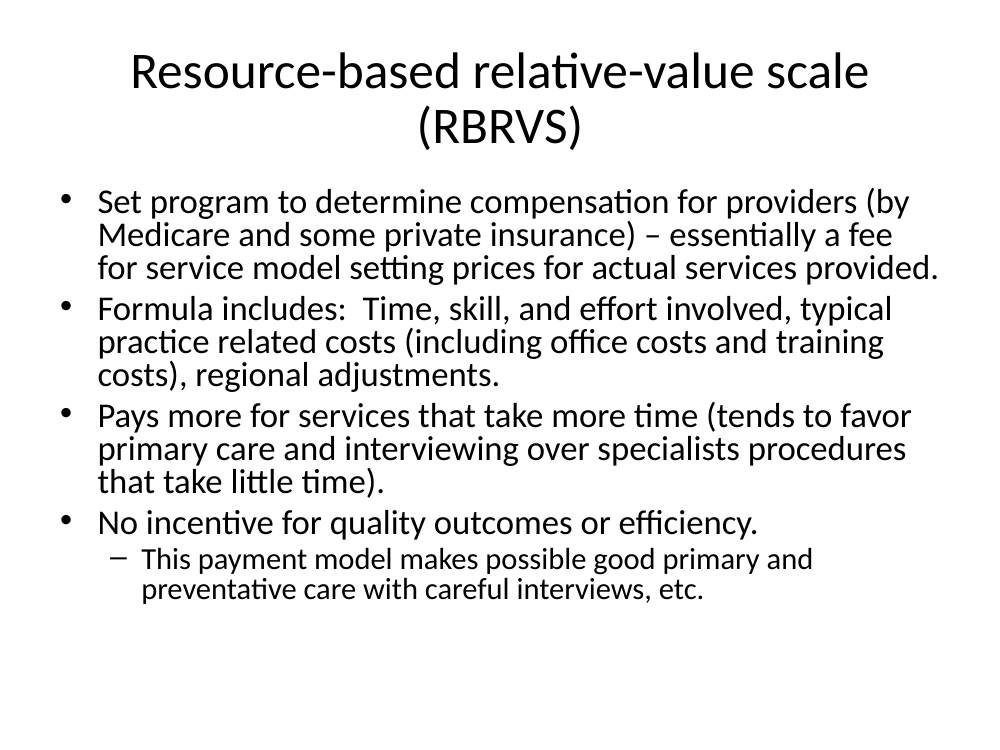 Resource-based relative-value scale
(RBRVS)
• Set program to determine compensation for providers (by
Medicare and some private insurance) – essentially a fee
for service model setting prices for actual services provided.
• Formula includes:  Time, skill, and effort involved, typical
practice related costs (including office costs and training
costs), regional adjustments.
• Pays more for services that take more time (tends to favor
primary care and interviewing over specialists procedures
that take little time).
• No incentive for quality outcomes or efficiency.
– This payment model makes possible good primary and
preventative care with careful interviews, etc.